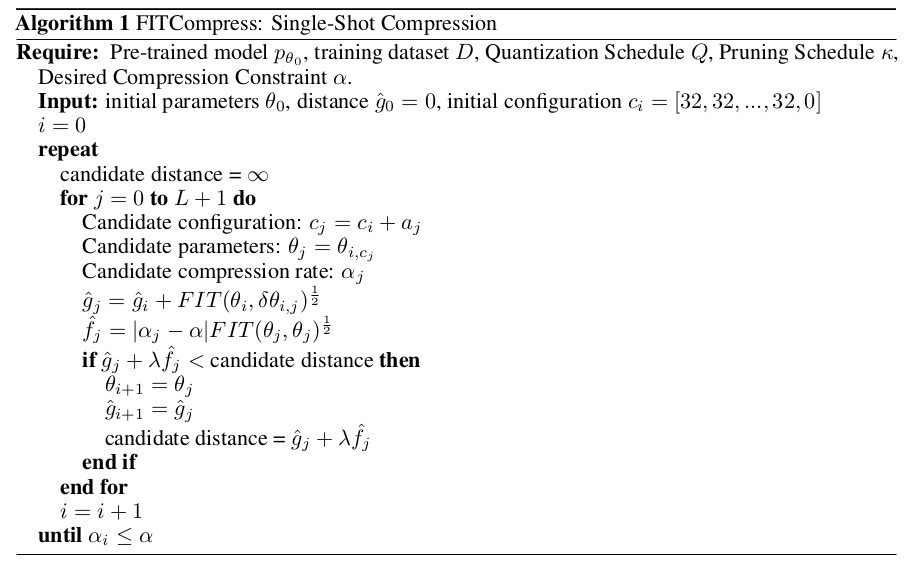 Algorithm 1 FITCompress: Single-Shot Compression
Require: Pre-trained model $p_{\theta_0}$, training dataset $D$, Quantization Schedule $Q$, Pruning Schedule $\kappa$,
Desired Compression Constraint $\alpha$.
Input: initial parameters $\theta_0$, distance $\hat{g}_0 = 0$, initial configuration $c_i = [32, 32, ..., 32, 0]$
$i = 0$
repeat
candidate distance = $\infty$
for $j = 0$ to $L + 1$ do
Candidate configuration: $c_j = c_i + a_j$
Candidate parameters: $\theta_j = \theta_{i,c_j}$
Candidate compression rate: $\alpha_j$
$\hat{g}_j = \hat{g}_i + FIT(\theta_i, \delta\theta_{i,j})^{\frac{1}{2}}$
$\hat{f}_j = |\alpha_j - \alpha| FIT(\theta_j, \theta_j)^{\frac{1}{2}}$
if $\hat{g}_j + \lambda\hat{f}_j <$ candidate distance then
$\theta_{i+1} = \theta_j$
$\hat{g}_{i+1} = \hat{g}_j$
candidate distance = $\hat{g}_j + \lambda\hat{f}_j$
end if
end for
$i = i + 1$
until $\alpha_i \leq \alpha$